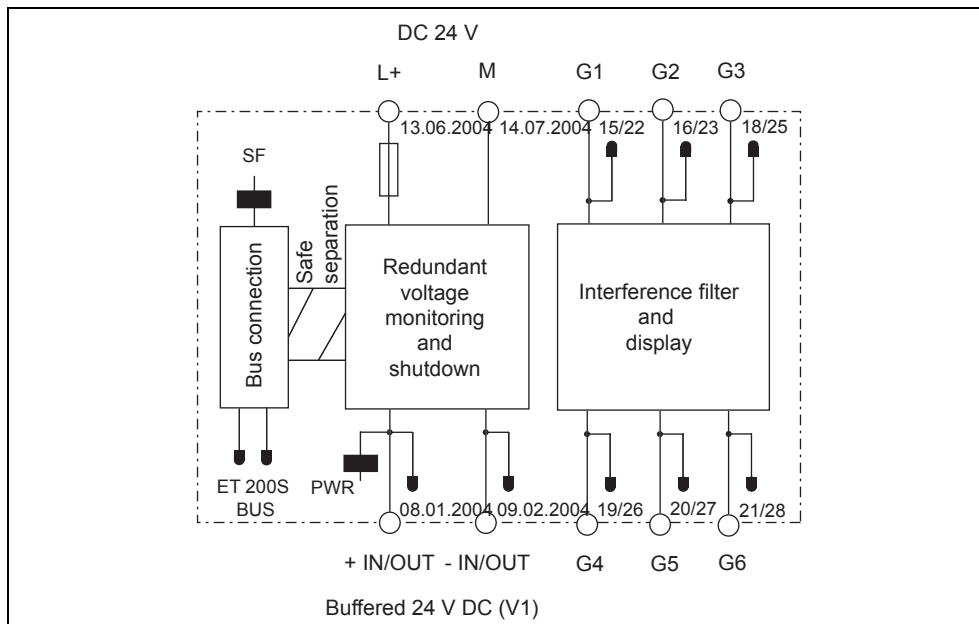 DC 24 V
L+ M G1 G2 G3
13.06.2004 14.07.2004 15/22 16/23 18/25
SF
Bus connection
Safe
separation
Redundant
voltage
monitoring
and
shutdown
Interference filter
and
display
ET 200S
BUS
PWR
08.01.2004 09.02.2004 19/26 20/27 21/28
+ IN/OUT - IN/OUT G4 G5 G6
Buffered 24 V DC (V1)